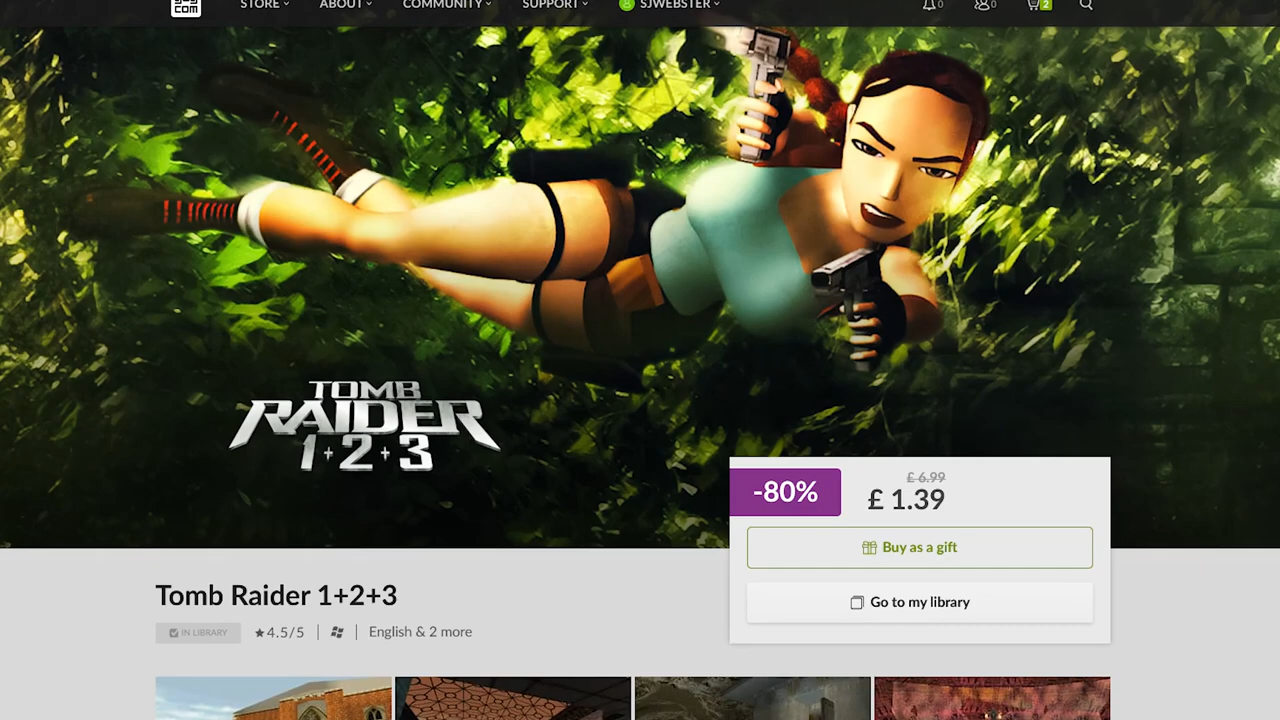 COM
STORE
ABOUT
COMMUNITY
SUPPORT
SJWEBSTER
0
0
2
TOMB
RAIDER
1+2+3
-80%
£ 6.99
£ 1.39
Buy as a gift
Go to my library
Tomb Raider 1+2+3
IN LIBRARY
4.5/5
English & 2 more